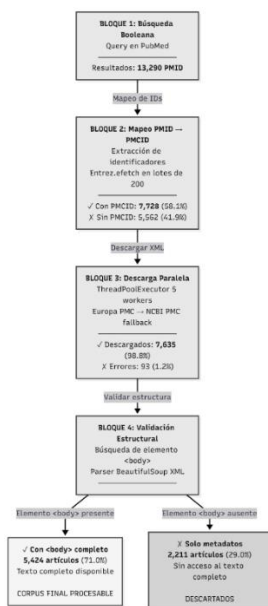 BLOQUE 1: Búsqueda
Booleana
Query en PubMed
Resultados: 13,290 PMID
Mapeo de IDs
BLOQUE 2: Mapeo PMID →
PMCID
Extracción de
identificadores
Entrez.efetch en lotes de
200
✓ Con PMCID: 7,728 (58.1%)
✗ Sin PMCID: 5,562 (41.9%)
Descargar XML
BLOQUE 3: Descarga Paralela
ThreadPoolExecutor 5
workers
Europa PMC → NCBI PMC
fallback
✓ Descargados: 7,635
(98.8%)
✗ Errores: 93 (1.2%)
Validar estructura
BLOQUE 4: Validación
Estructural
Búsqueda de elemento
<body>
Parser BeautifulSoup XML
Elemento <body> presente
Elemento <body> ausente
✓ Con <body> completo
5,424 artículos (71.0%)
Texto completo disponible
CORPUS FINAL PROCESABLE
✗ Solo metadatos
2,211 artículos (29.0%)
Sin acceso al texto
completo
DESCARTADOS